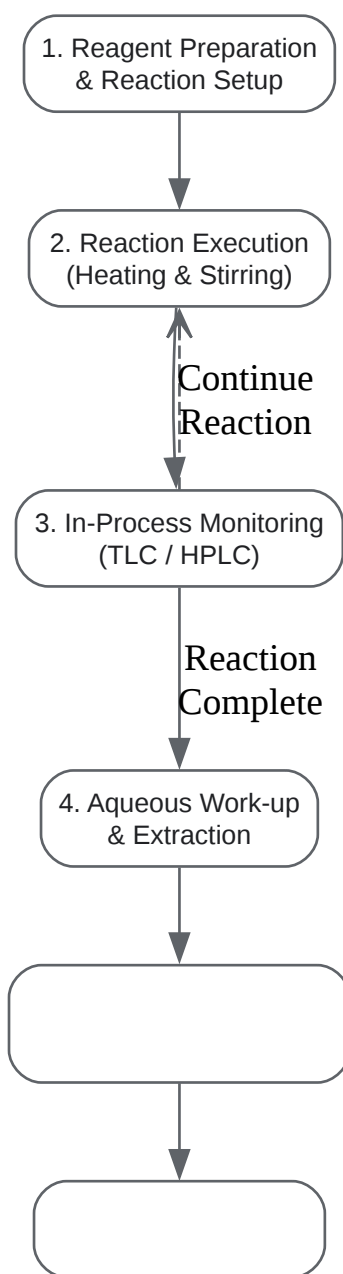 1. Reagent Preparation
& Reaction Setup
2. Reaction Execution
(Heating & Stirring)
Continue
Reaction
3. In-Process Monitoring
(TLC / HPLC)
Reaction
Complete
4. Aqueous Work-up
& Extraction